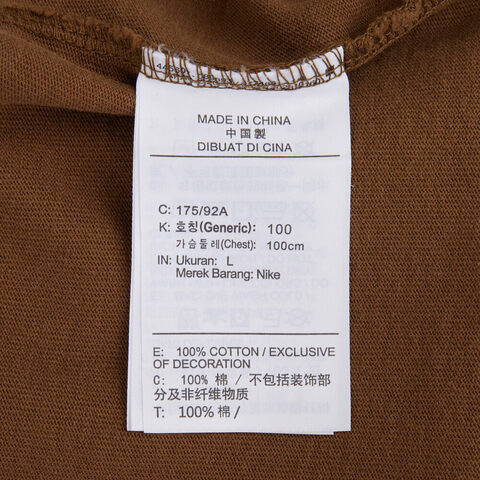 MADE IN CHINA
中国製
DIBUAT DI CINA
C: 175/92A
K: 호칭(Generic): 100
가슴둘레(Chest): 100cm
IN: Ukuran: L
Merek Barang: Nike
E: 100% COTTON / EXCLUSIVE
OF DECORATION
C: 100% 棉 / 不包括装饰部
分及非纤维物质
T: 100% 棉 /